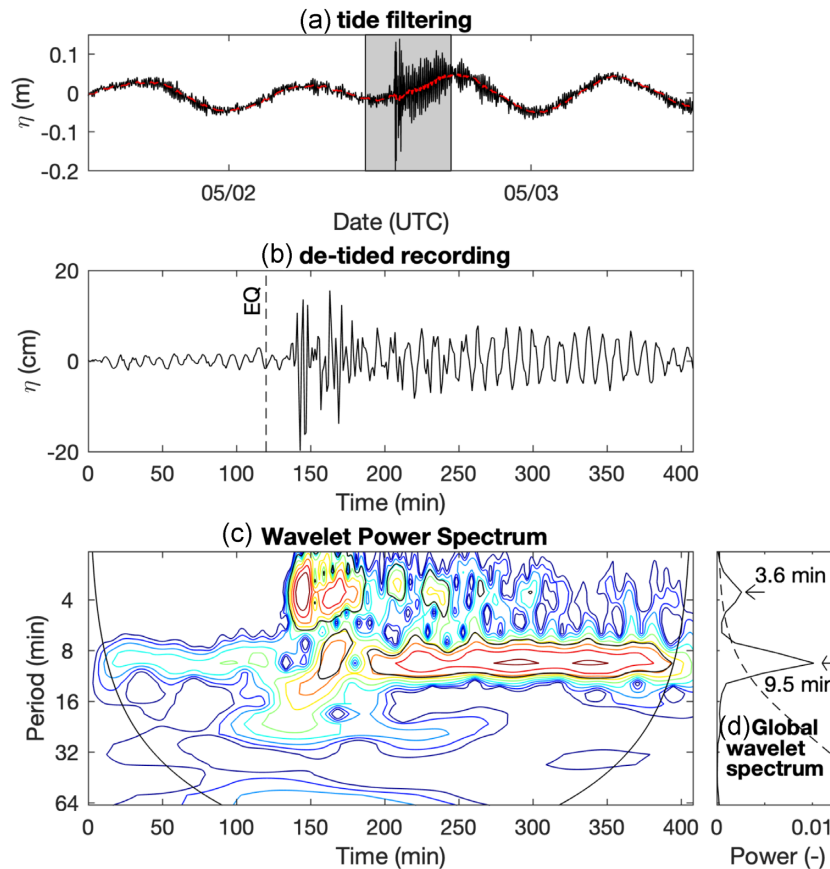 (a) tide filtering
0.1
0
-0.1
-0.2
η (m)
05/02
05/03
Date (UTC)
(b) de-tided recording
20
0
-20
η (cm)
EQ
0
50
100
150
200
250
300
350
400
Time (min)
(c) Wavelet Power Spectrum
4
8
16
32
64
Period (min)
0
50
100
150
200
250
300
350
400
Time (min)
3.6 min
9.5 min
(d) Global
wavelet
spectrum
0
0.01
Power (-)